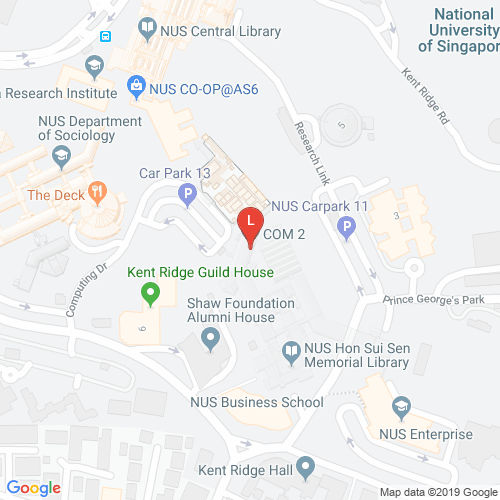 National
University
of Singapor
NUS Central Library
Kent Ridge Rd
a Research Institute
NUS CO-OP@AS6
NUS Department
of Sociology
5
Research Link
Car Park 13
The Deck
P
NUS Carpark 11
P
3
L
COM 2
Computing Dr
Kent Ridge Guild House
Prince George's Park
Shaw Foundation
Alumni House
6
NUS Hon Sui Sen
Memorial Library
NUS Business School
NUS Enterprise
Kent Ridge Hall
Google
Map data ©2019 Google